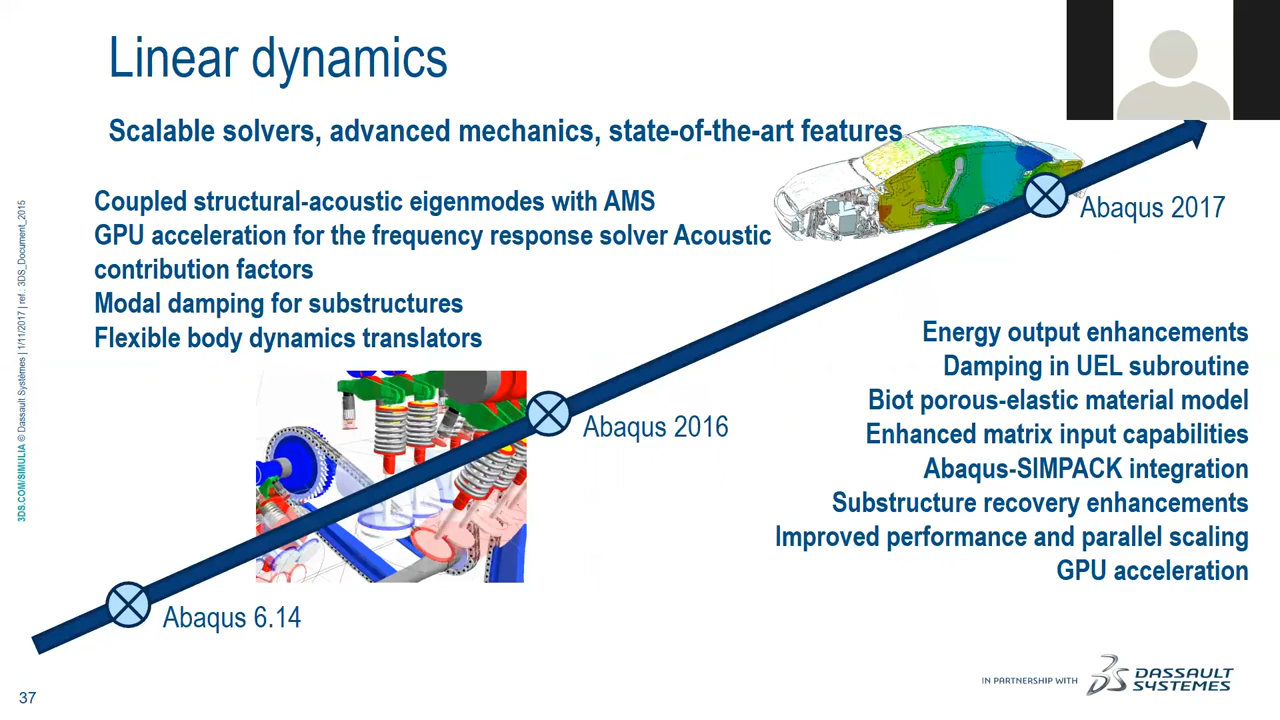 Linear dynamics
Scalable solvers, advanced mechanics, state-of-the-art features
Coupled structural-acoustic eigenmodes with AMS
GPU acceleration for the frequency response solver Acoustic
contribution factors
Modal damping for substructures
Flexible body dynamics translators
Abaqus 2017
Energy output enhancements
Damping in UEL subroutine
Biot porous-elastic material model
Enhanced matrix input capabilities
Abaqus-SIMPACK integration
Substructure recovery enhancements
Improved performance and parallel scaling
GPU acceleration
Abaqus 2016
Abaqus 6.14
3DS.COM/SIMULIA © Dassault Systèmes | 1/11/2017 | ref.: 3DS_Document_2015
37
IN PARTNERSHIP WITH
DASSAULT
SYSTEMES